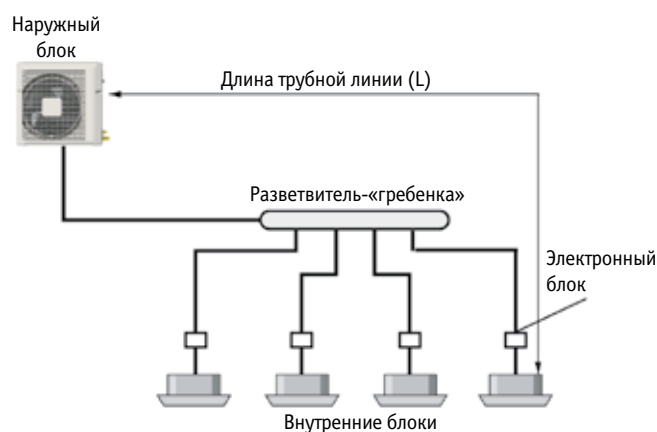 Наружный
блок
Длина трубной линии (L)
Разветвитель-«гребенка»
Электронный
блок
Внутренние блоки